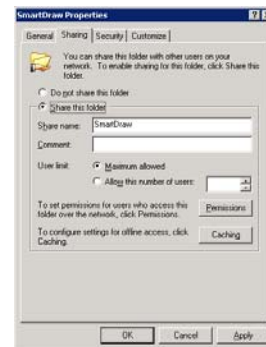 SmartDraw Properties
General Sharing Security Customize
You can share this folder with other users on your
network. To enable sharing for this folder, click Share this
folder.
Do not share this folder
Share this folder
Share name: SmartDraw
Comment:
User limit: Maximum allowed
Allow this number of users:
To set permissions for users who access this
folder over the network, click Permissions.
Permissions
To configure settings for offline access, click
Caching.
Caching
OK Cancel Apply